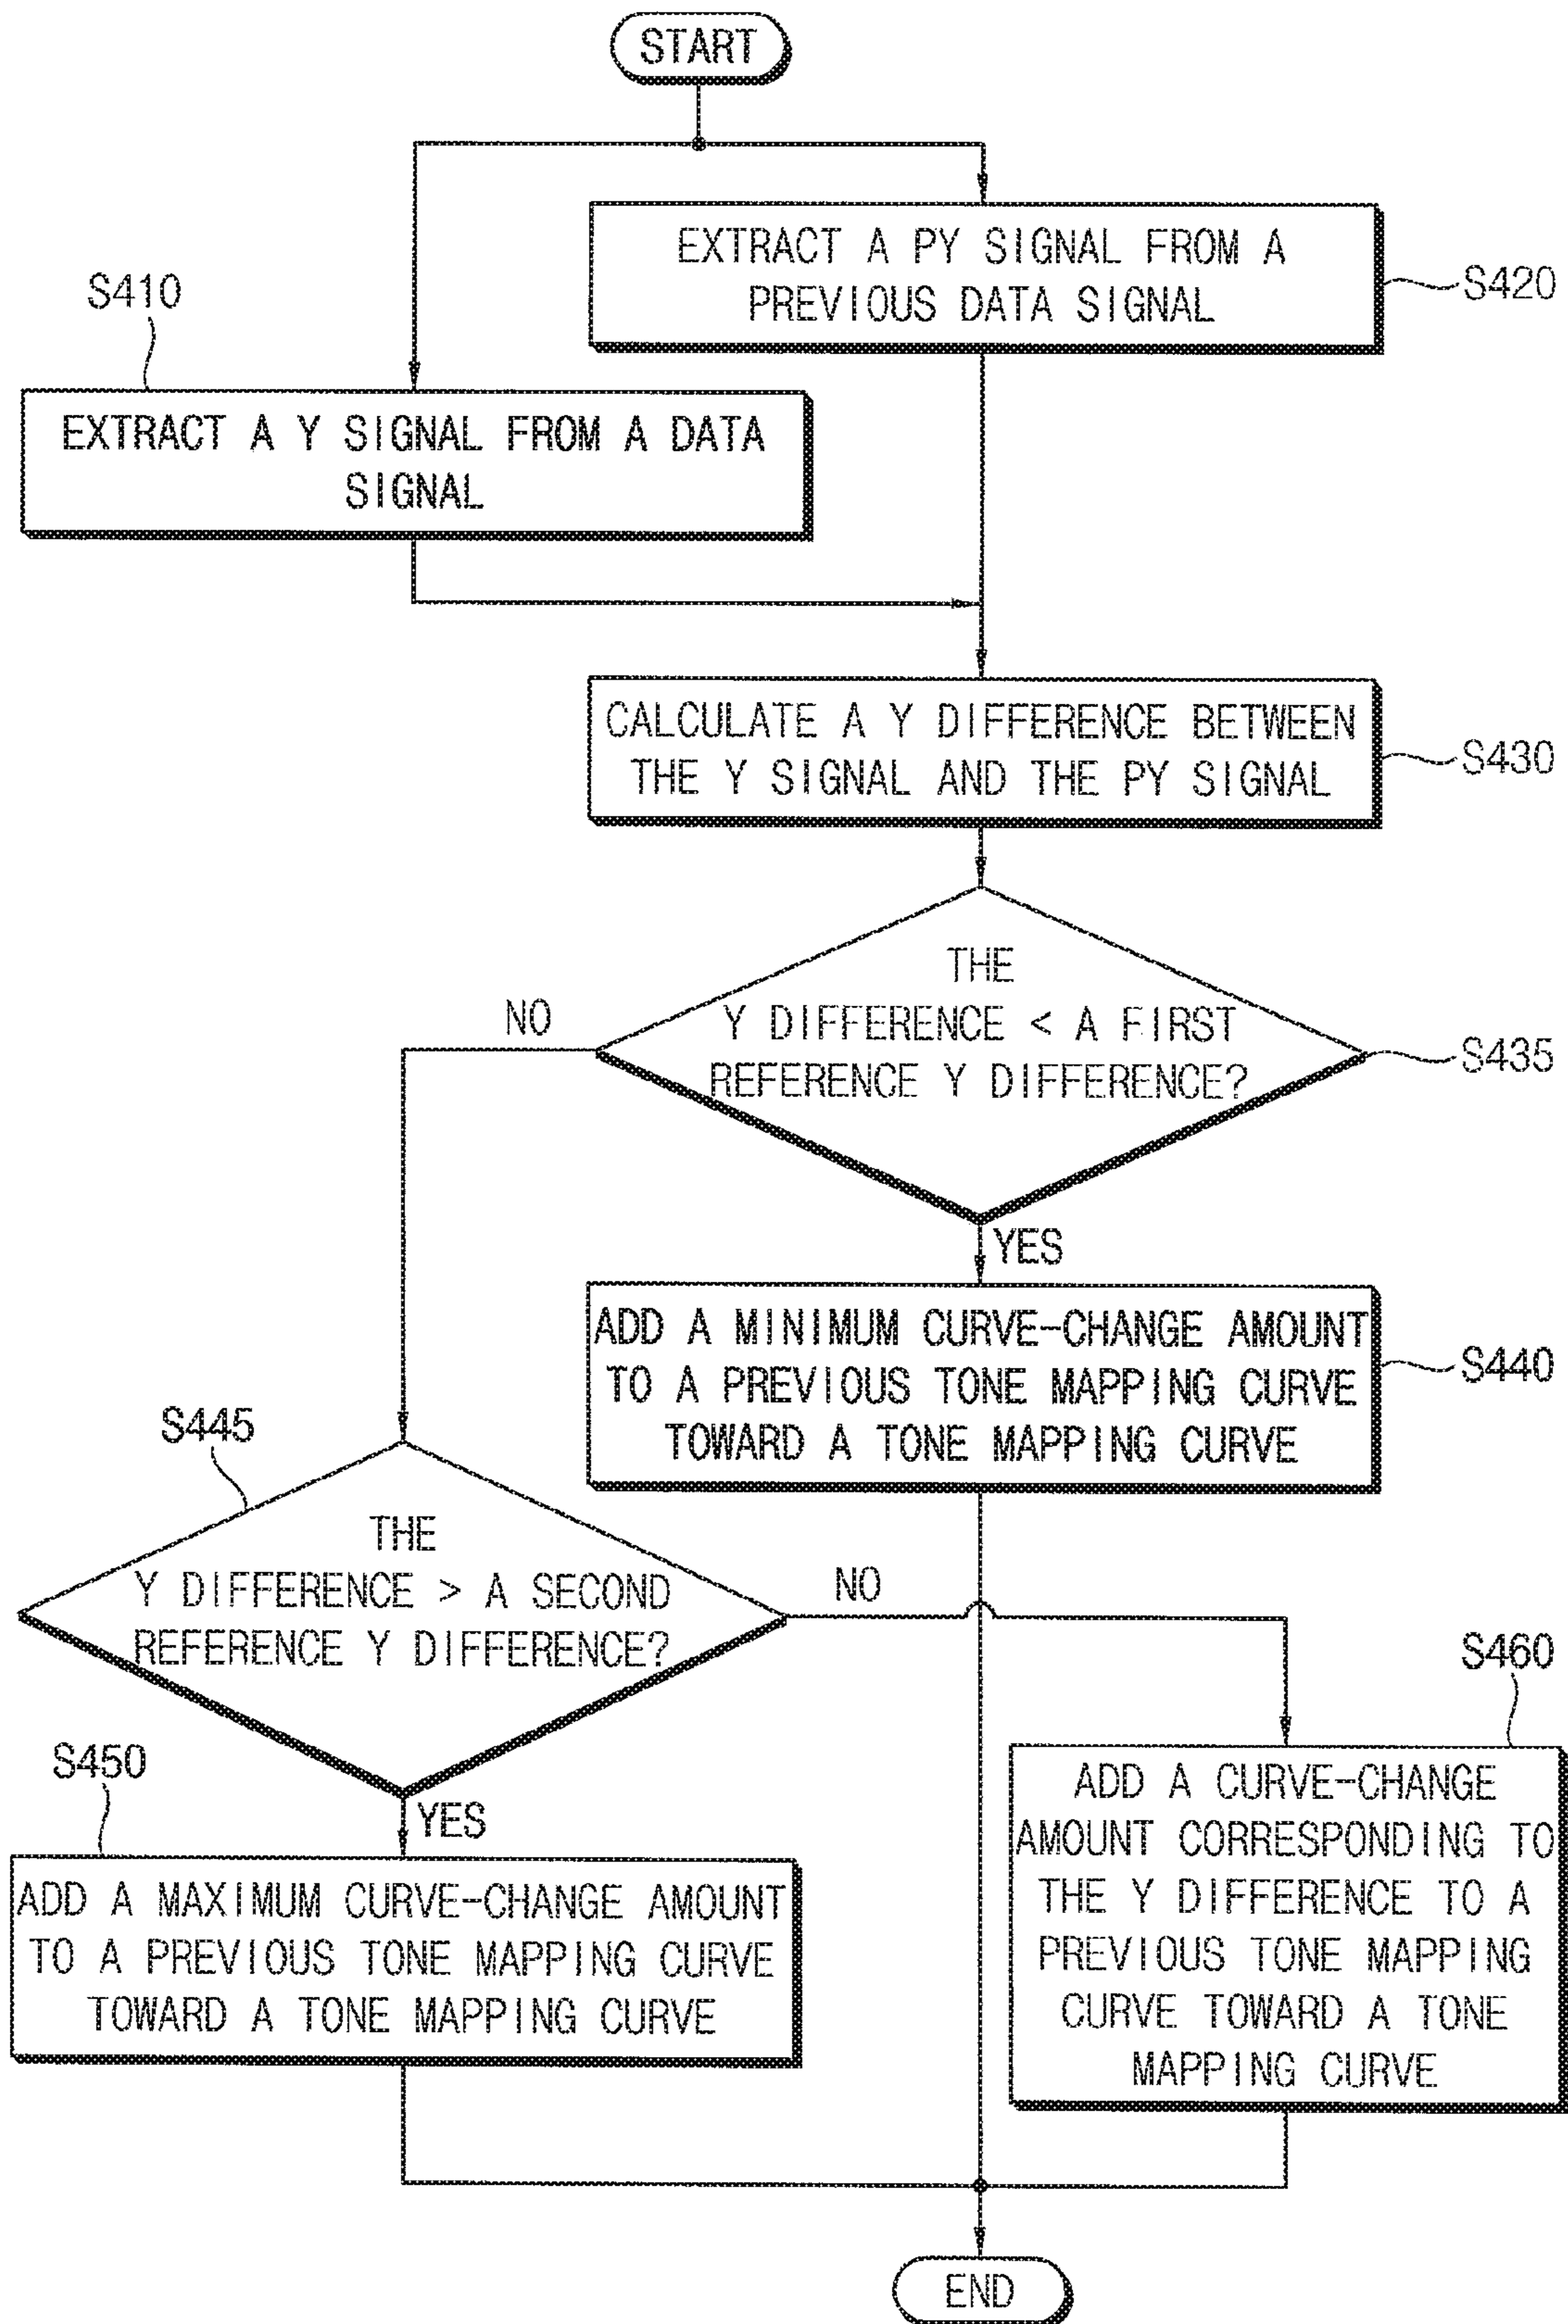 START
EXTRACT A PY SIGNAL FROM A
PREVIOUS DATA SIGNAL
S420
S410
EXTRACT A Y SIGNAL FROM A DATA
SIGNAL
CALCULATE A Y DIFFERENCE BETWEEN
THE Y SIGNAL AND THE PY SIGNAL
S430
THE
Y DIFFERENCE < A FIRST
REFERENCE Y DIFFERENCE?
S435
NO
YES
ADD A MINIMUM CURVE-CHANGE AMOUNT
TO A PREVIOUS TONE MAPPING CURVE
TOWARD A TONE MAPPING CURVE
S440
S445
THE
Y DIFFERENCE > A SECOND
REFERENCE Y DIFFERENCE?
NO
YES
S450
ADD A MAXIMUM CURVE-CHANGE AMOUNT
TO A PREVIOUS TONE MAPPING CURVE
TOWARD A TONE MAPPING CURVE
S460
ADD A CURVE-CHANGE
AMOUNT CORRESPONDING TO
THE Y DIFFERENCE TO A
PREVIOUS TONE MAPPING
CURVE TOWARD A TONE
MAPPING CURVE
END